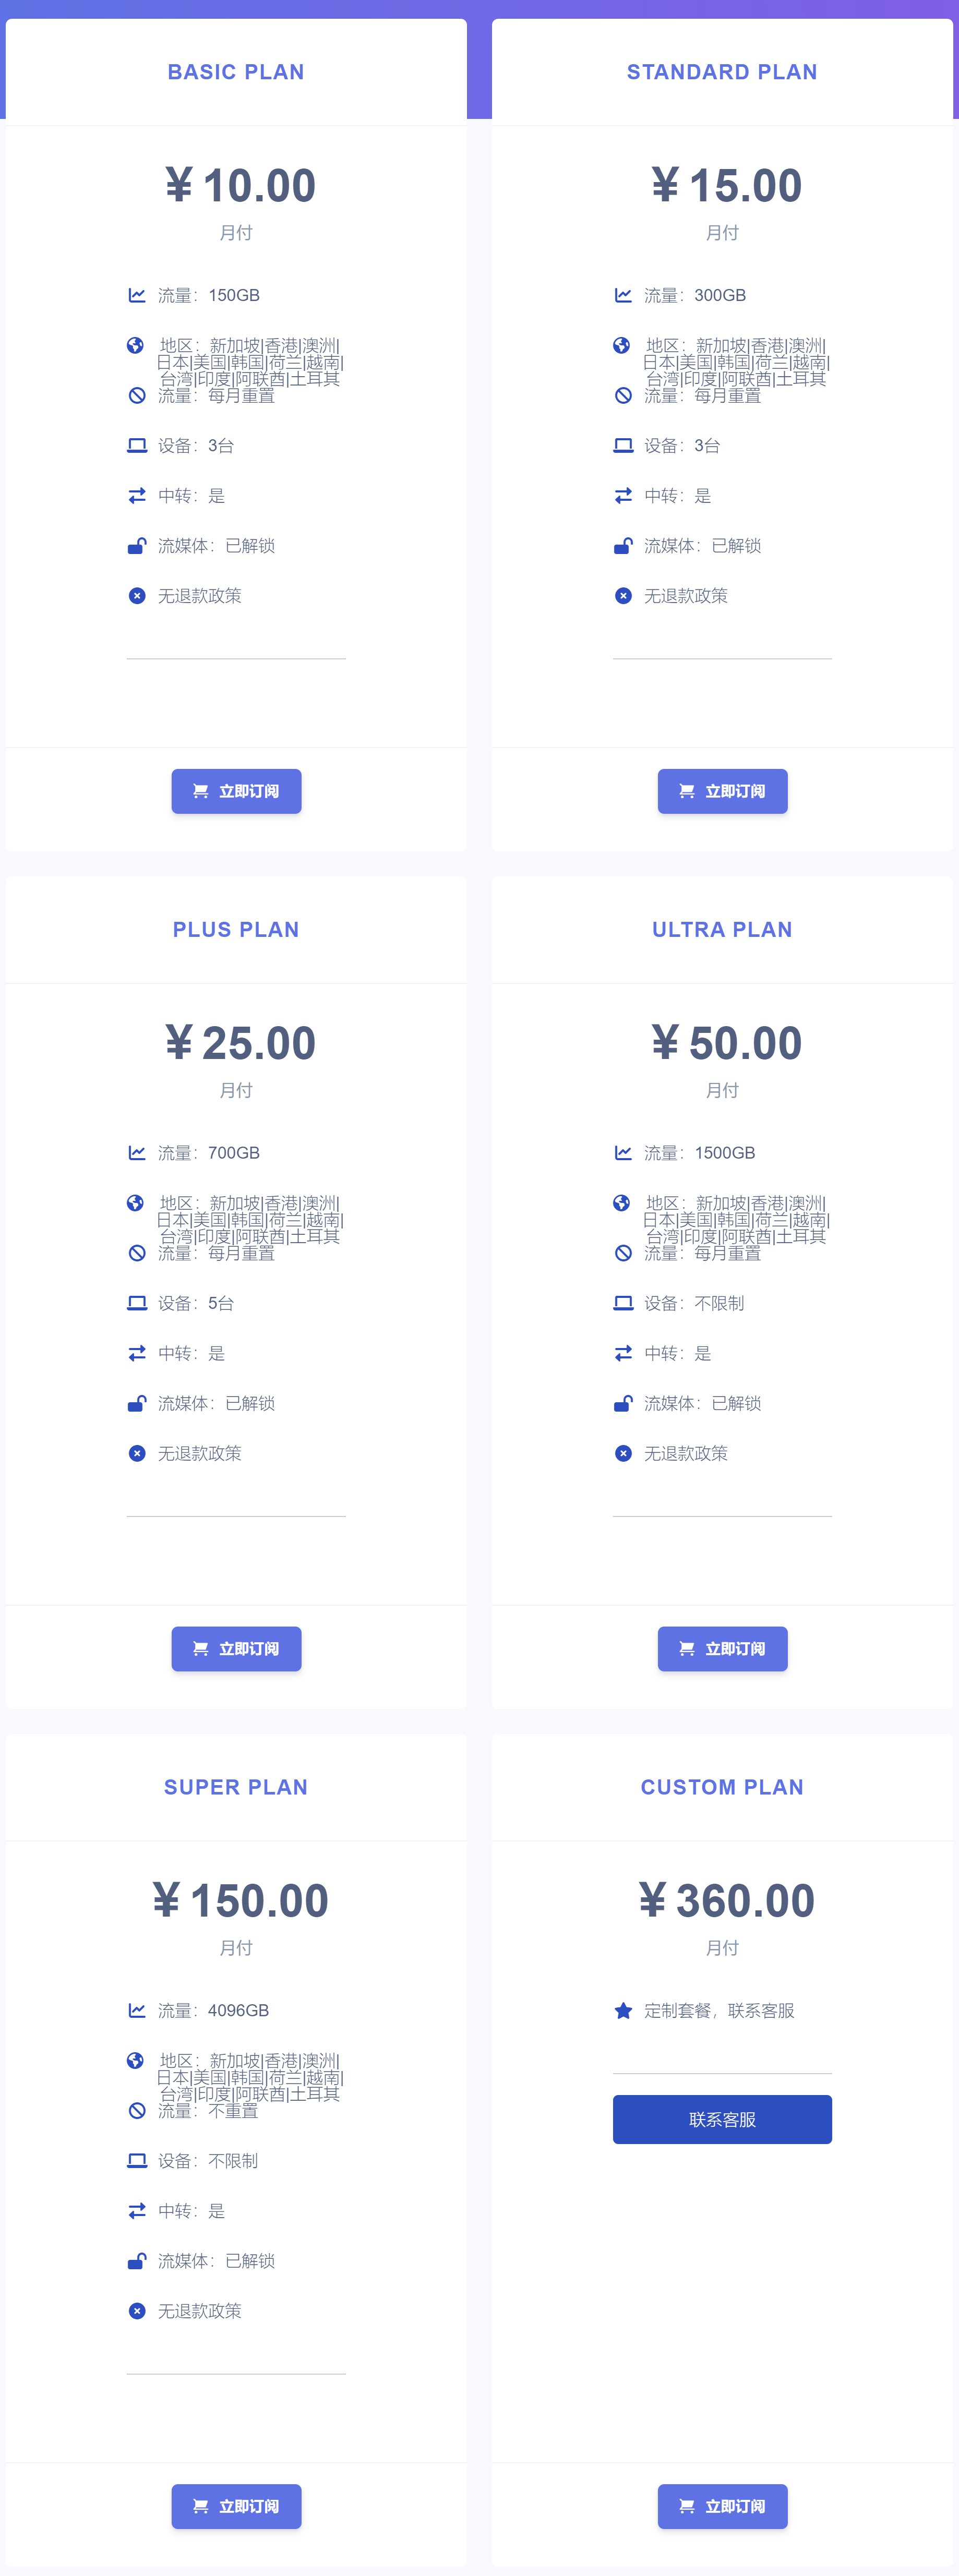 BASIC PLAN
¥ 10.00
月付
流量：150GB
地区：新加坡|香港|澳洲|
日本|美国|韩国|荷兰|越南|
台湾|印度|阿联酋|土耳其
流量：每月重置
设备：3台
中转：是
流媒体：已解锁
无退款政策
立即订阅
STANDARD PLAN
¥ 15.00
月付
流量：300GB
地区：新加坡|香港|澳洲|
日本|美国|韩国|荷兰|越南|
台湾|印度|阿联酋|土耳其
流量：每月重置
设备：3台
中转：是
流媒体：已解锁
无退款政策
立即订阅
PLUS PLAN
¥ 25.00
月付
流量：700GB
地区：新加坡|香港|澳洲|
日本|美国|韩国|荷兰|越南|
台湾|印度|阿联酋|土耳其
流量：每月重置
设备：5台
中转：是
流媒体：已解锁
无退款政策
立即订阅
ULTRA PLAN
¥ 50.00
月付
流量：1500GB
地区：新加坡|香港|澳洲|
日本|美国|韩国|荷兰|越南|
台湾|印度|阿联酋|土耳其
流量：每月重置
设备：不限制
中转：是
流媒体：已解锁
无退款政策
立即订阅
SUPER PLAN
¥ 150.00
月付
流量：4096GB
地区：新加坡|香港|澳洲|
日本|美国|韩国|荷兰|越南|
台湾|印度|阿联酋|土耳其
流量：不重置
设备：不限制
中转：是
流媒体：已解锁
无退款政策
立即订阅
CUSTOM PLAN
¥ 360.00
月付
定制套餐，联系客服
联系客服
立即订阅